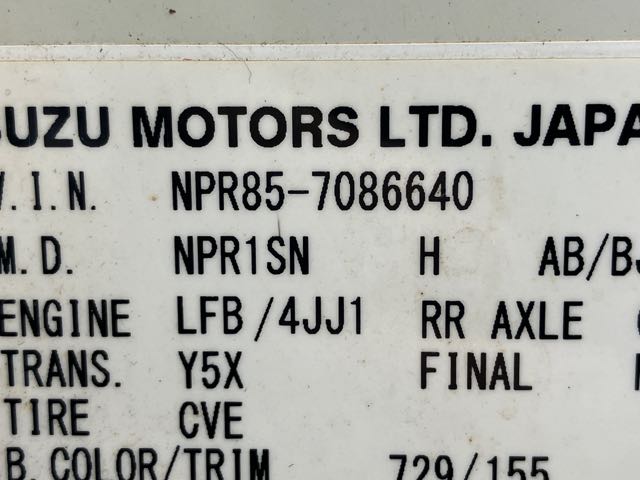 SUZU MOTORS LTD. JAPA
V.I.N. NPR85-7086640
M.D. NPR1SN H AB/BJ
ENGINE LFB/4JJ1 RR AXLE
TRANS. Y5X FINAL
TIRE CVE
B.COLOR/TRIM 729/155